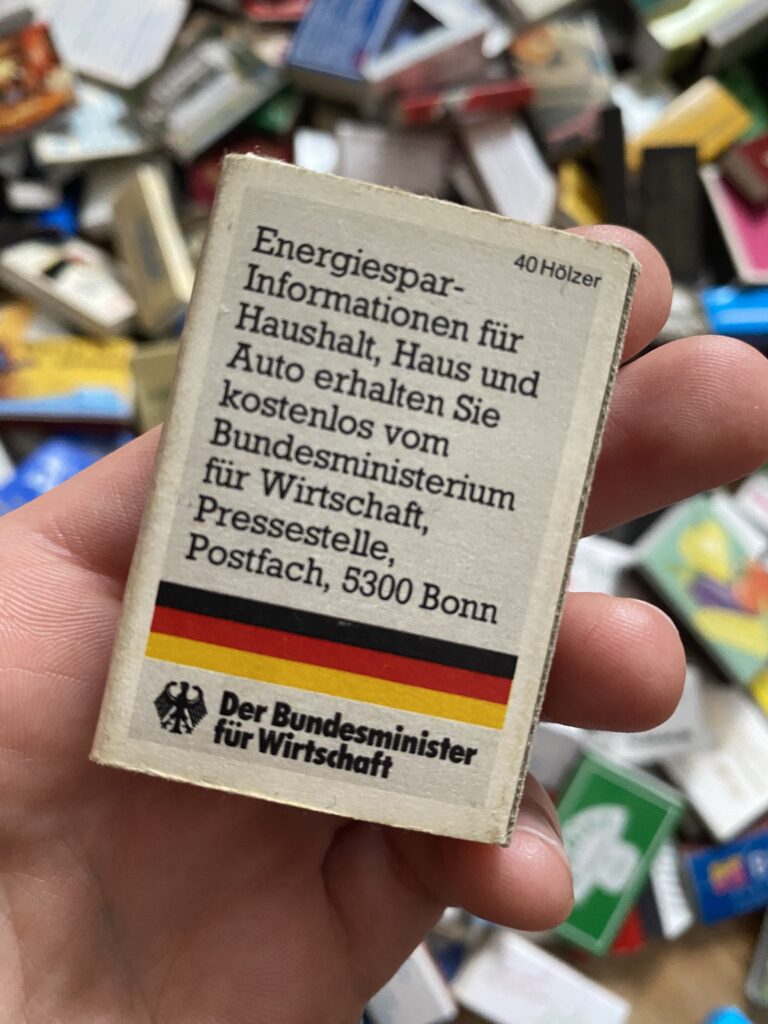 40 Hölzer
Energiespar-
Informationen für
Haushalt, Haus und
Auto erhalten Sie
kostenlos vom
Bundesministerium
für Wirtschaft,
Pressestelle,
Postfach, 5300 Bonn
Der Bundesminister
für Wirtschaft